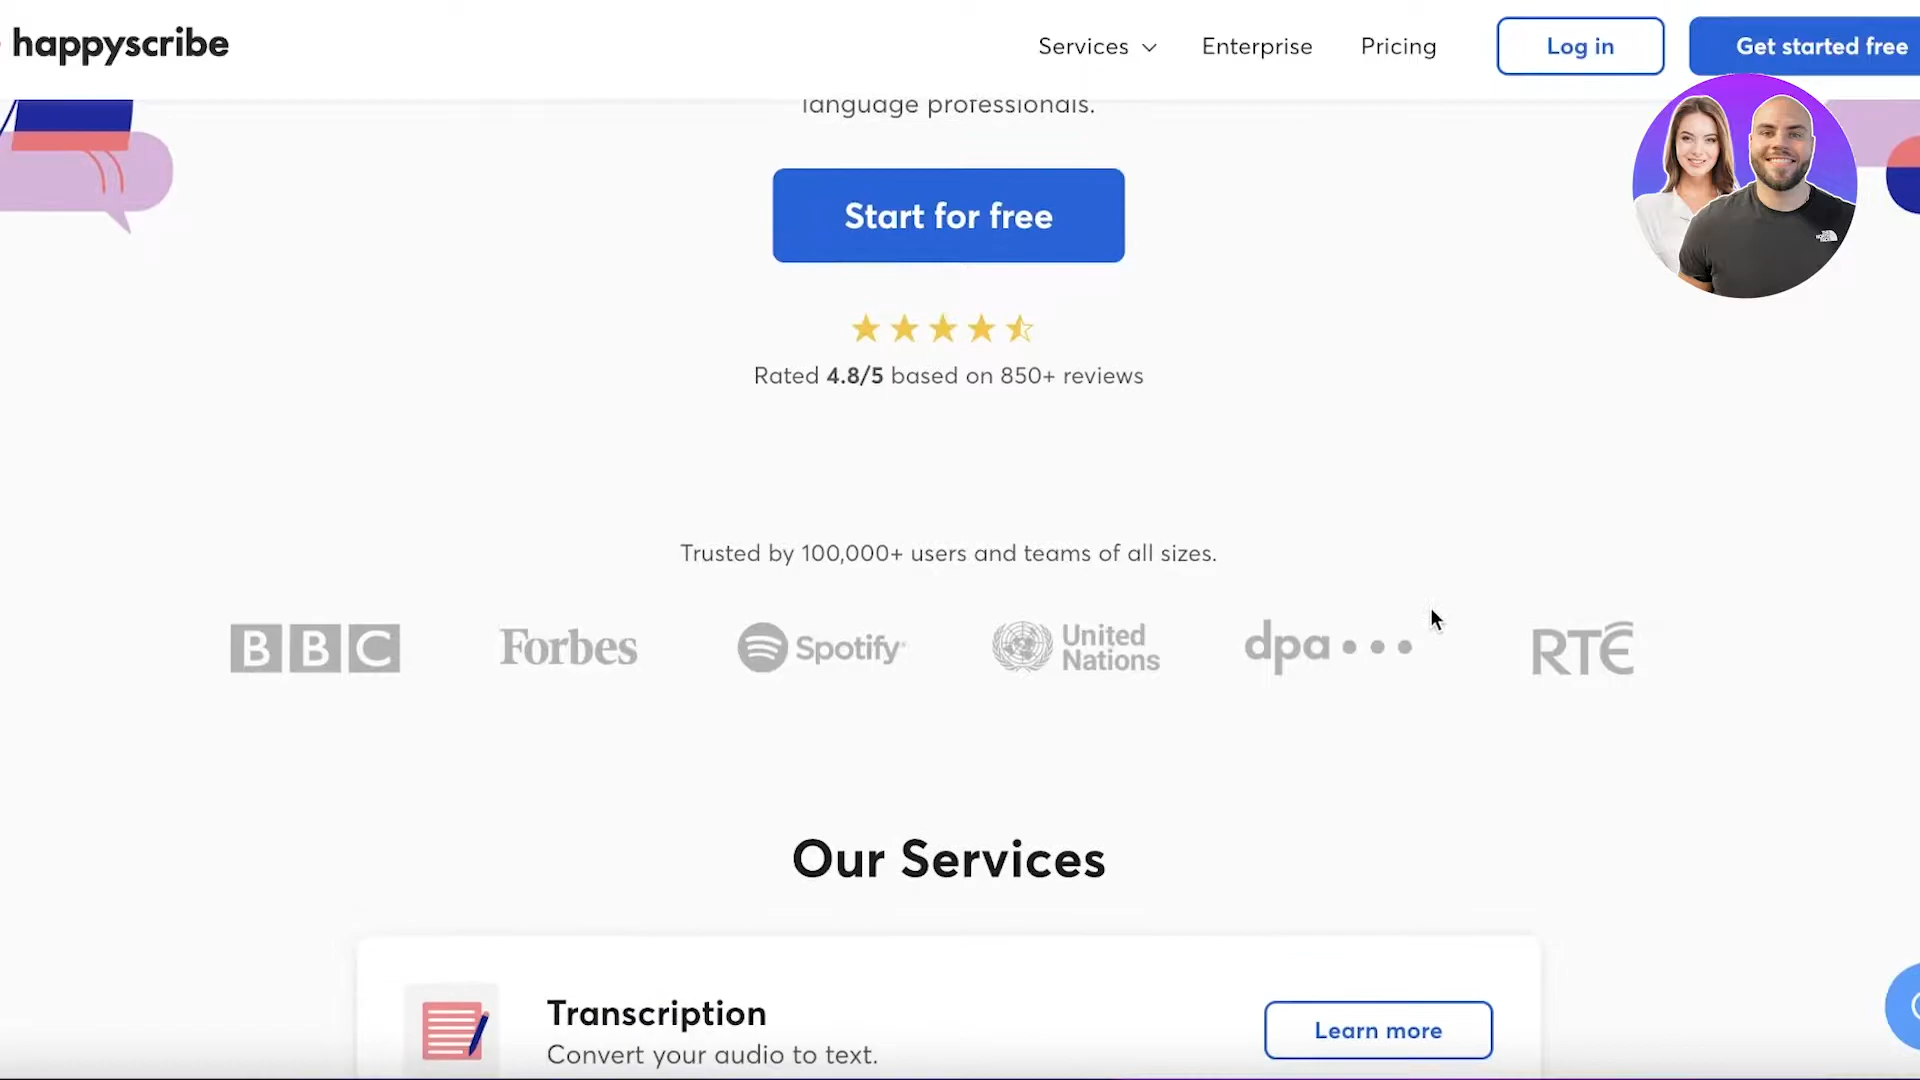 happyscribe
Services
Enterprise
Pricing
Log in
Get started free
language professionals.
Start for free
Rated 4.8/5 based on 850+ reviews
Trusted by 100,000+ users and teams of all sizes.
BBC
Forbes
Spotify
United
Nations
dpa
RTÉ
Our Services
Transcription
Convert your audio to text.
Learn more